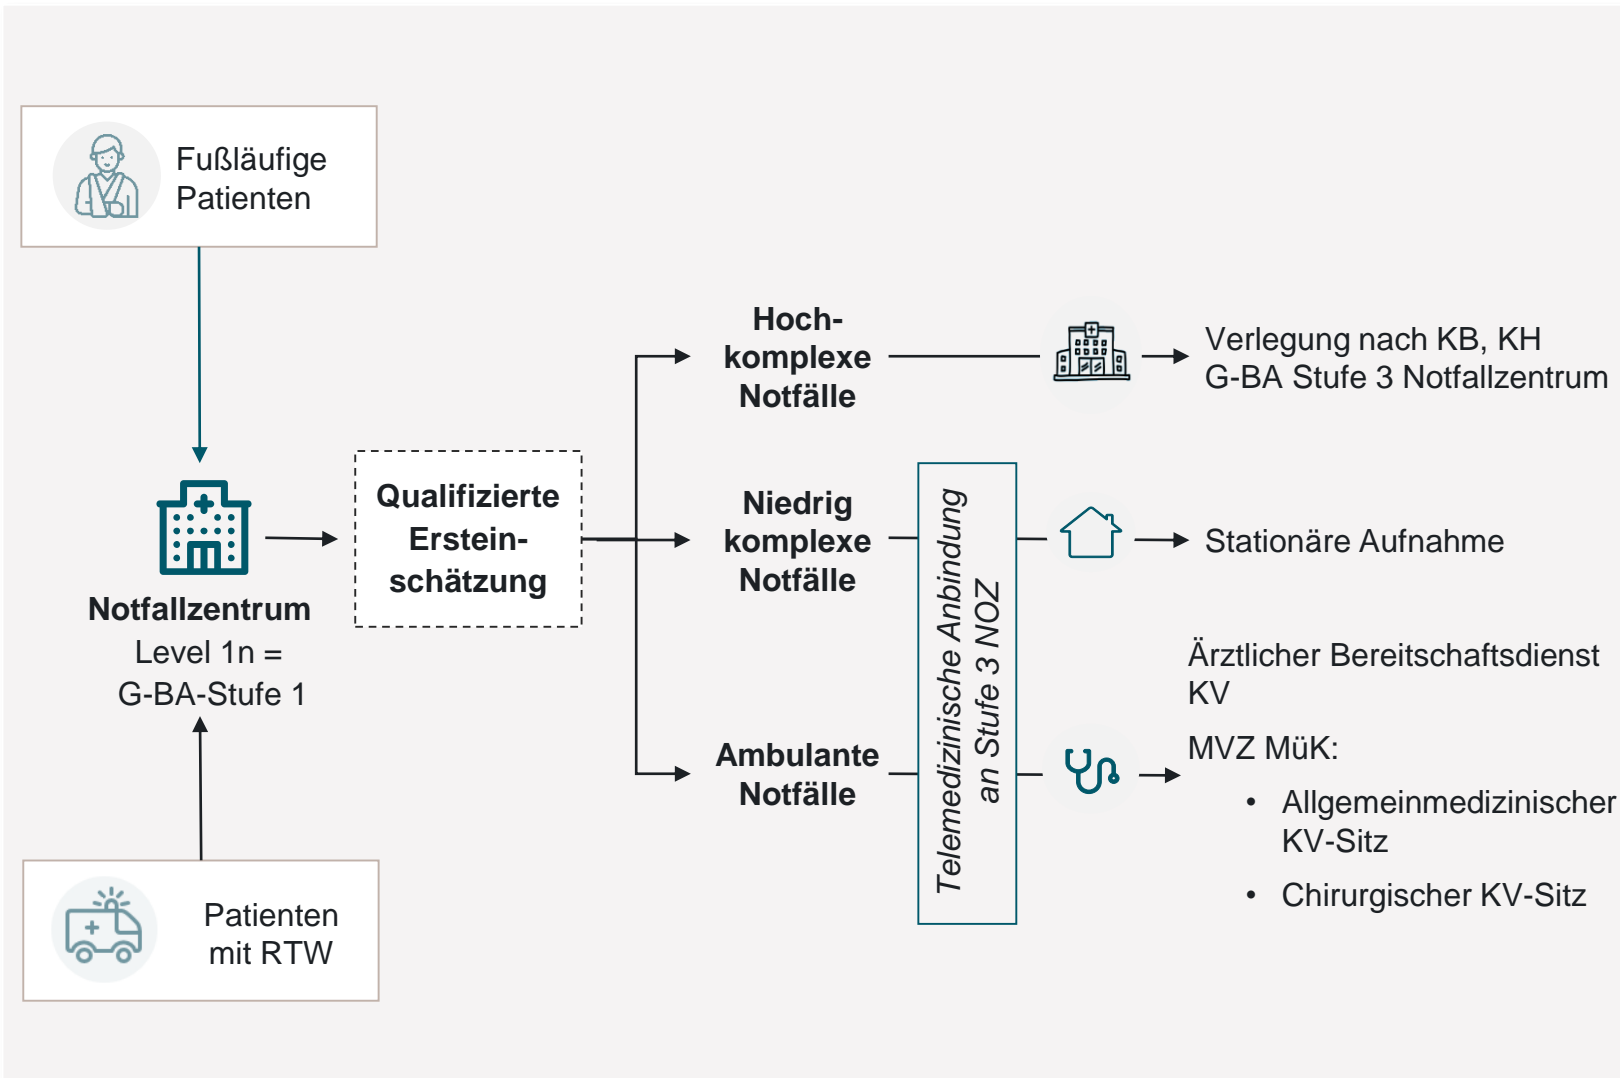 Fußläufige
Patienten
Hoch-
komplexe
Notfälle
Verlegung nach KB, KH
G-BA Stufe 3 Notfallzentrum
Qualifizierte
Erstein-
schätzung
Niedrig
komplexe
Notfälle
Telemedizinische Anbindung
an Stufe 3 NOZ
Stationäre Aufnahme
Notfallzentrum
Level 1n =
G-BA-Stufe 1
Ambulante
Notfälle
Ärztlicher Bereitschaftsdienst
KV
MVZ MüK:
• Allgemeinmedizinischer
KV-Sitz
• Chirurgischer KV-Sitz
Patienten
mit RTW